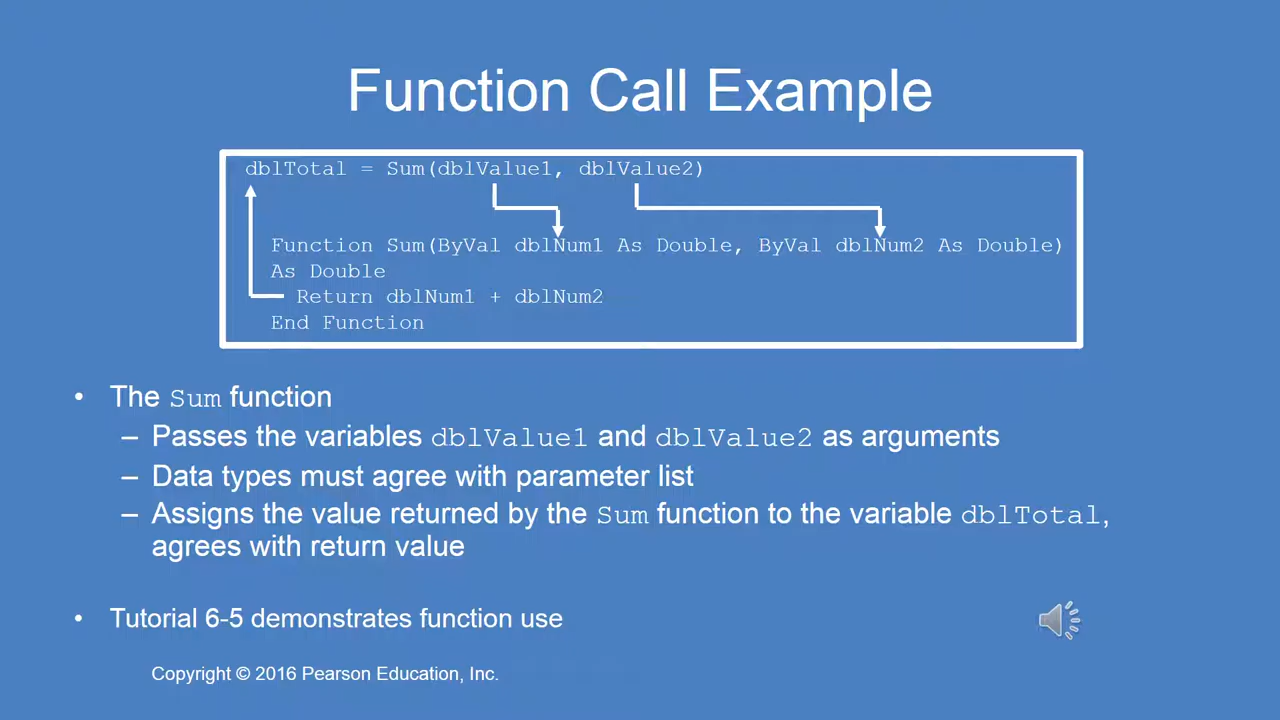 Function Call Example
dblTotal = Sum(dblValue1, dblValue2)
Function Sum(ByVal dblNum1 As Double, ByVal dblNum2 As Double)
As Double
Return dblNum1 + dblNum2
End Function
• The Sum function
– Passes the variables dblValue1 and dblValue2 as arguments
– Data types must agree with parameter list
– Assigns the value returned by the Sum function to the variable dblTotal,
agrees with return value
• Tutorial 6-5 demonstrates function use
Copyright © 2016 Pearson Education, Inc.